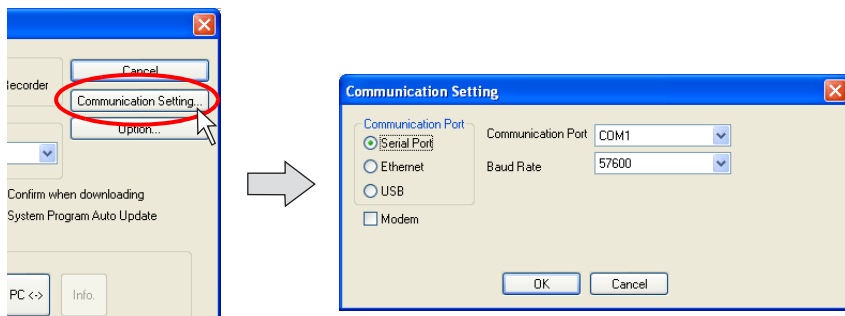 Cancel
Recorder
Communication Setting...
Option...
Confirm when downloading
System Program Auto Update
PC <->
Info.
Communication Setting
Communication Port
Serial Port
Communication Port COM1
Ethernet
Baud Rate 57600
USB
Modem
OK Cancel